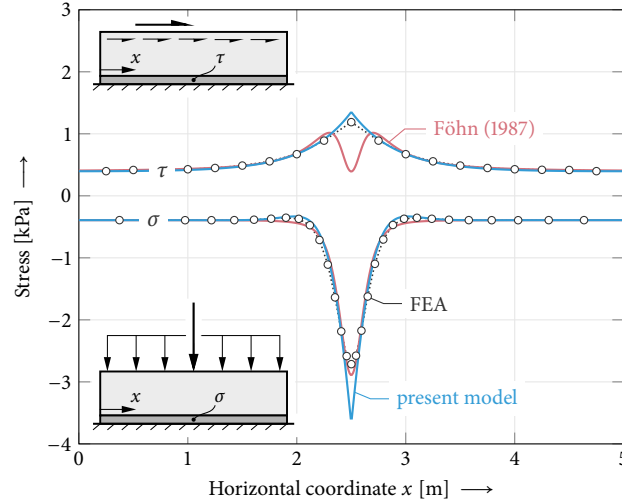 3
2
1
0
−1
−2
−3
−4
Stress [kPa] ⟶
x
τ
Föhn (1987)
τ
σ
FEA
x
σ
present model
0
1
2
3
4
5
Horizontal coordinate x [m] ⟶